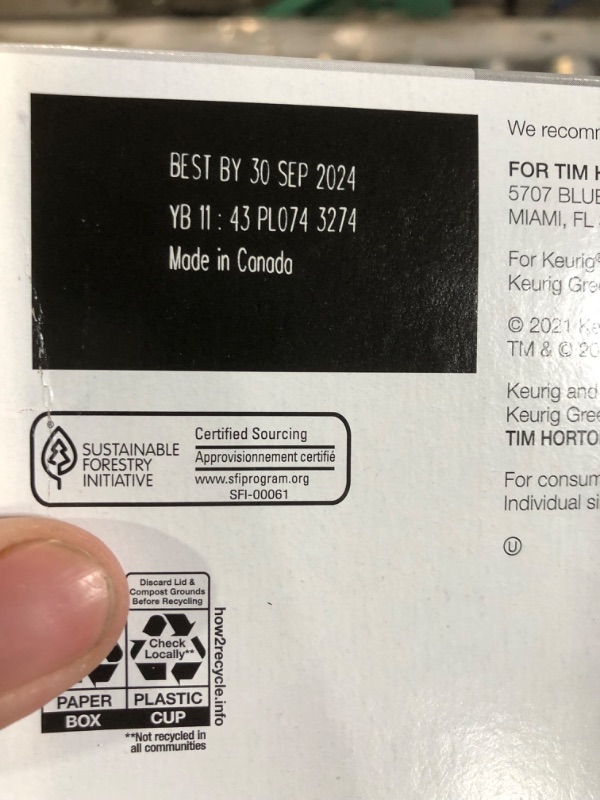 BEST BY 30 SEP 2024
YB 11 : 43 PL074 3274
Made in Canada
We recomm
FOR TIM H
5707 BLUE
MIAMI, FL
For Keurig®
Keurig Gre
© 2021 Ke
TM & © 20
Keurig and
Keurig Gree
TIM HORTO
For consum
Individual si
U
SUSTAINABLE
FORESTRY
INITIATIVE
Certified Sourcing
Approvisionnement certifié
www.sfiprogram.org
SFI-00061
Discard Lid &
Compost Grounds
Before Recycling
Check
Locally**
PAPER
BOX
PLASTIC
CUP
**Not recycled in
all communities
how2recycle.info